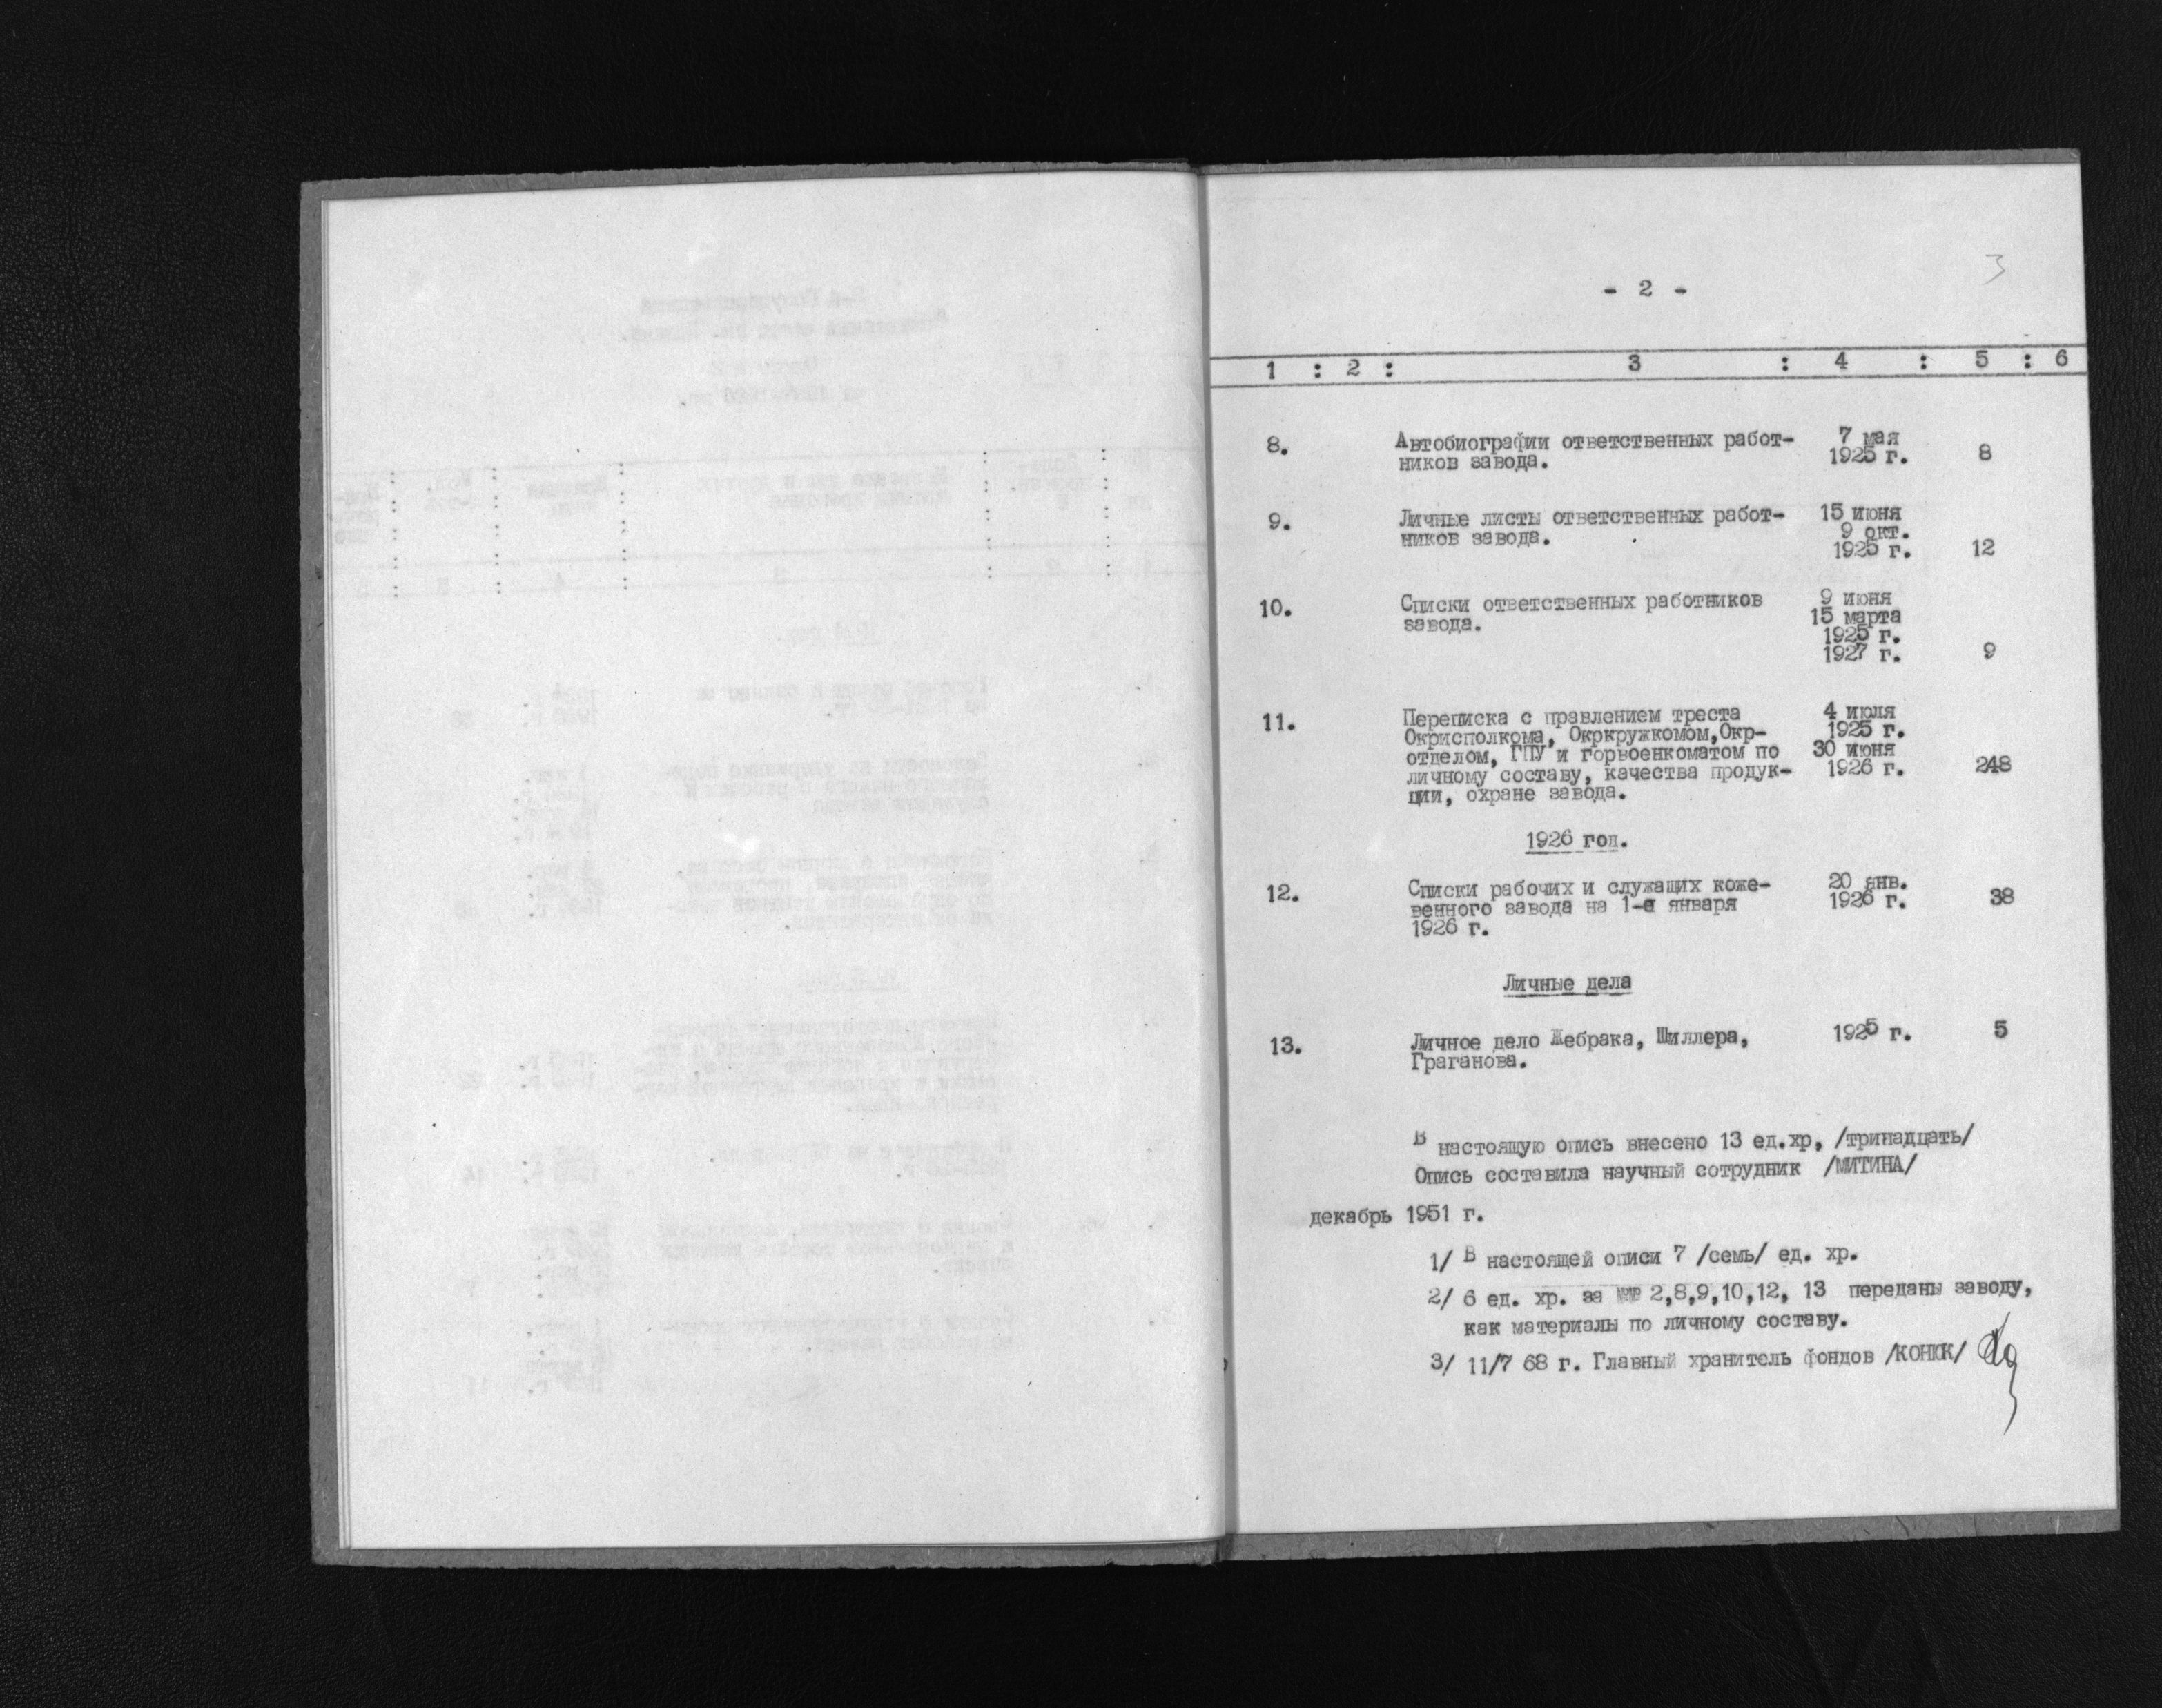 3
- 2 -
1 : 2 : 3 : 4 : 5 : 6
8. Автобиографии ответственных работ- 7 мая
ников завода. 1925 г. 8
9. Личные листы ответственных работ- 15 июня
ников завода. 9 окт.
1925 г. 12
10. Списки ответственных работников 9 июня
завода. 15 марта
1925 г.
1927 г. 9
11. Переписка с правлением треста 4 июля
Окрисполкома, Окркружкомом,Окр- 1925 г.
отделом, ГПУ и горвоенкоматом по 30 июня
личному составу, качества продук- 1926 г. 248
ции, охране завода.
1926 год.
12. Списки рабочих и служащих коже- 20 янв.
венного завода на 1-е января 1926 г. 38
1926 г.
Личные дела
13. Личное дело Жебрака, Шиллера, 1925 г. 5
Граганова.
В настоящую опись внесено 13 ед.хр, /тринадцать/
Опись составила научный сотрудник /МИТИНА/
декабрь 1951 г.
1/ В настоящей описи 7 /семь/ ед. хр.
2/ 6 ед. хр. за №№ 2,8,9,10,12, 13 переданы заводу,
как материалы по личному составу.
3/ 11/7 68 г. Главный хранитель фондов /КОНЮК/